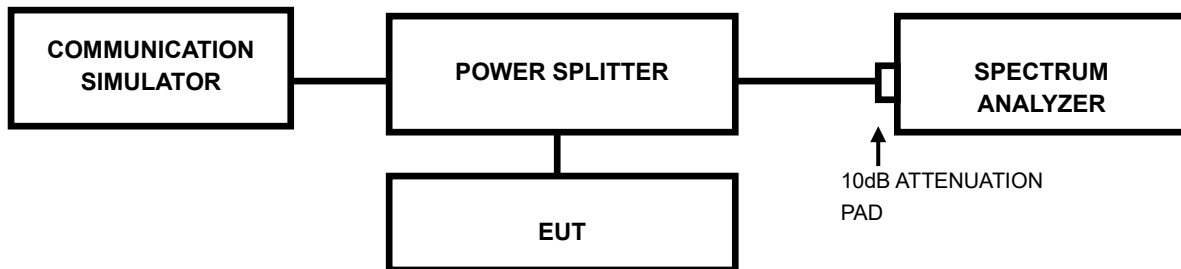 COMMUNICATION
SIMULATOR
POWER SPLITTER
SPECTRUM
ANALYZER
10dB ATTENUATION
PAD
EUT